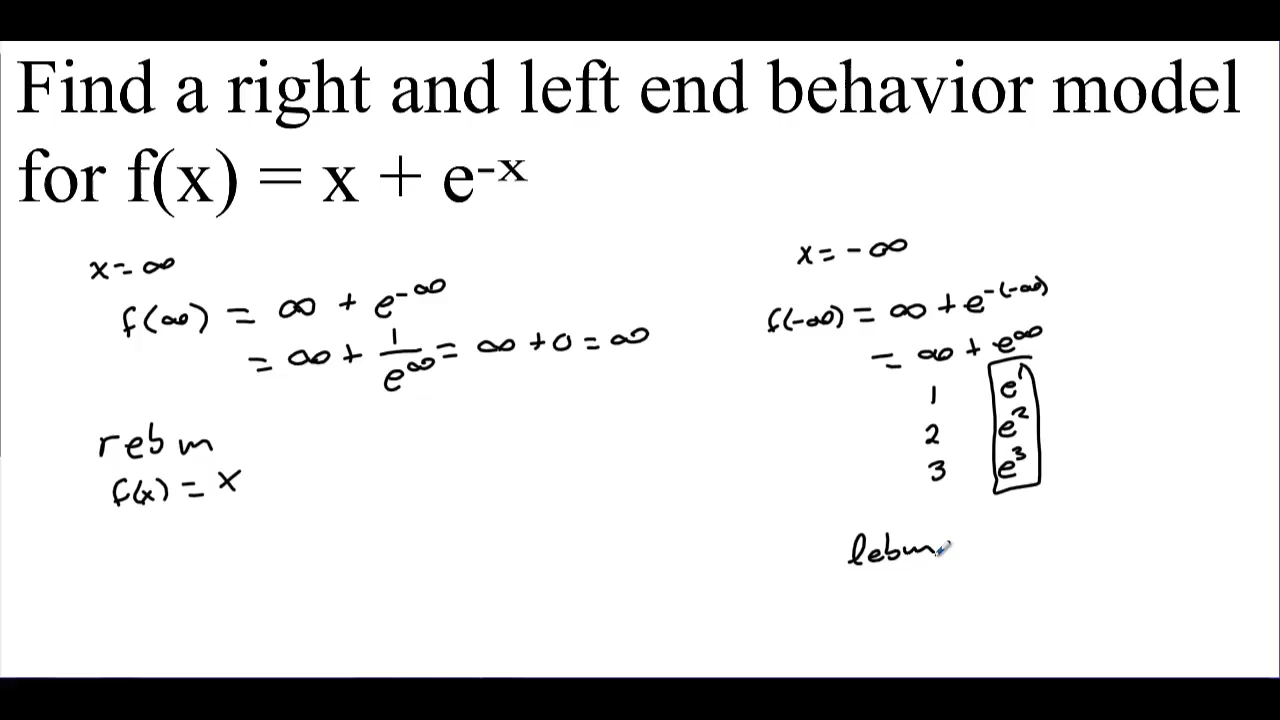 Find a right and left end behavior model
for f(x) = x + e⁻ˣ
x = ∞
f(∞) = ∞ + e^-∞
= ∞ + 1/e^∞ = ∞ + 0 = ∞
rebm
f(x) = x
x = -∞
f(-∞) = ∞ + e^-(-∞)
= ∞ + e^∞
1 e^1
2 e^2
3 e^3
lebm